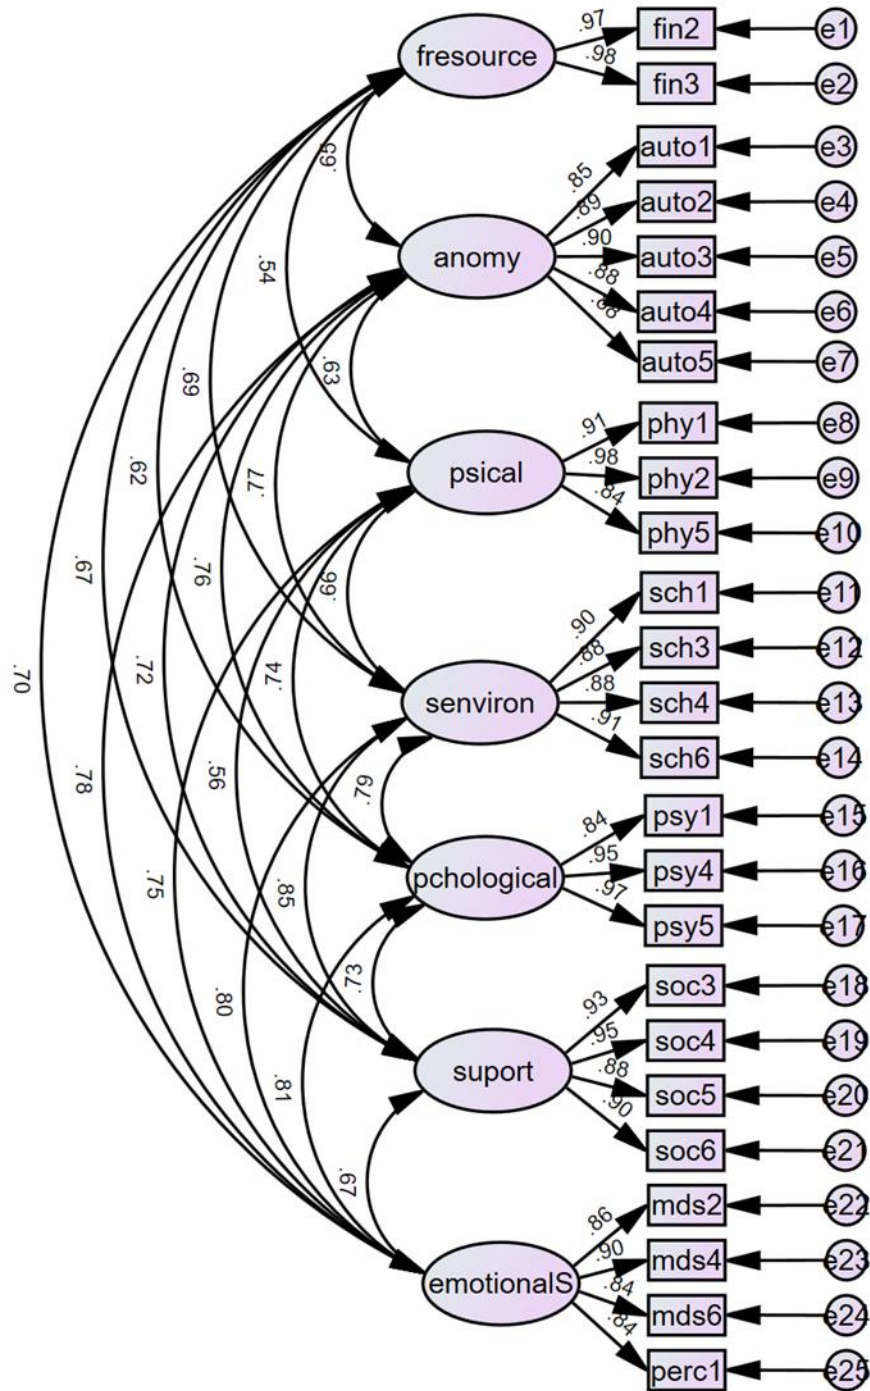 .97
fin2
e1
fresource
.98
fin3
e2
auto1
e3
.85
auto2
e4
.89
anomy
.90
auto3
e5
.88
auto4
e6
.88
auto5
e7
.54
.63
.69
.91
phy1
e8
psical
.98
phy2
e9
.84
phy5
e10
.62
.77
.67
.76
.66
sch1
e11
.90
sch3
e12
.88
senviron
.88
sch4
e13
.91
sch6
e14
.70
.72
.74
.78
.56
.79
psy1
e15
.84
pchological
.95
psy4
e16
.97
psy5
e17
.75
.85
.73
soc3
e18
.93
.95
soc4
e19
suport
.88
soc5
e20
.90
soc6
e21
.80
.81
.67
mds2
e22
.86
.90
mds4
e23
emotionalS
.84
mds6
e24
.84
perc1
e25